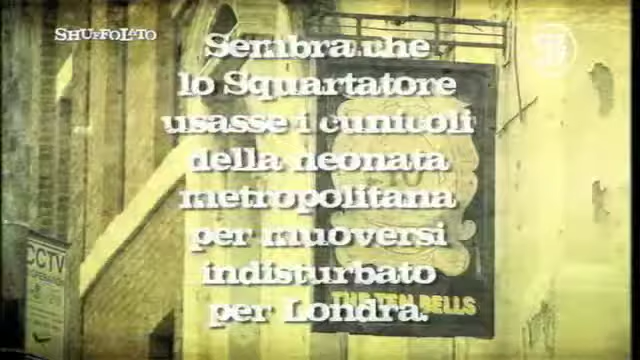 SHUFFOLATO
Sembra che
lo Squartatore
usasse i cunicoli
della neonata
metropolitana
per muoversi
indisturbato
per Londra.
THE TEN BELLS
CCTV